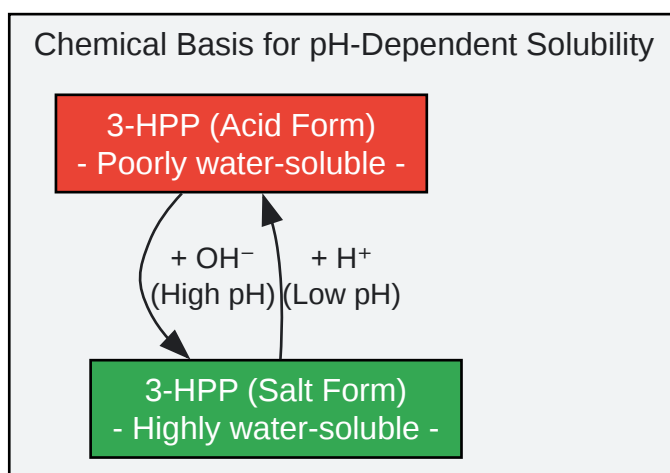 Chemical Basis for pH-Dependent Solubility
3-HPP (Acid Form)
- Poorly water-soluble -
+ OH⁻
(High pH)
+ H⁺
(Low pH)
3-HPP (Salt Form)
- Highly water-soluble -